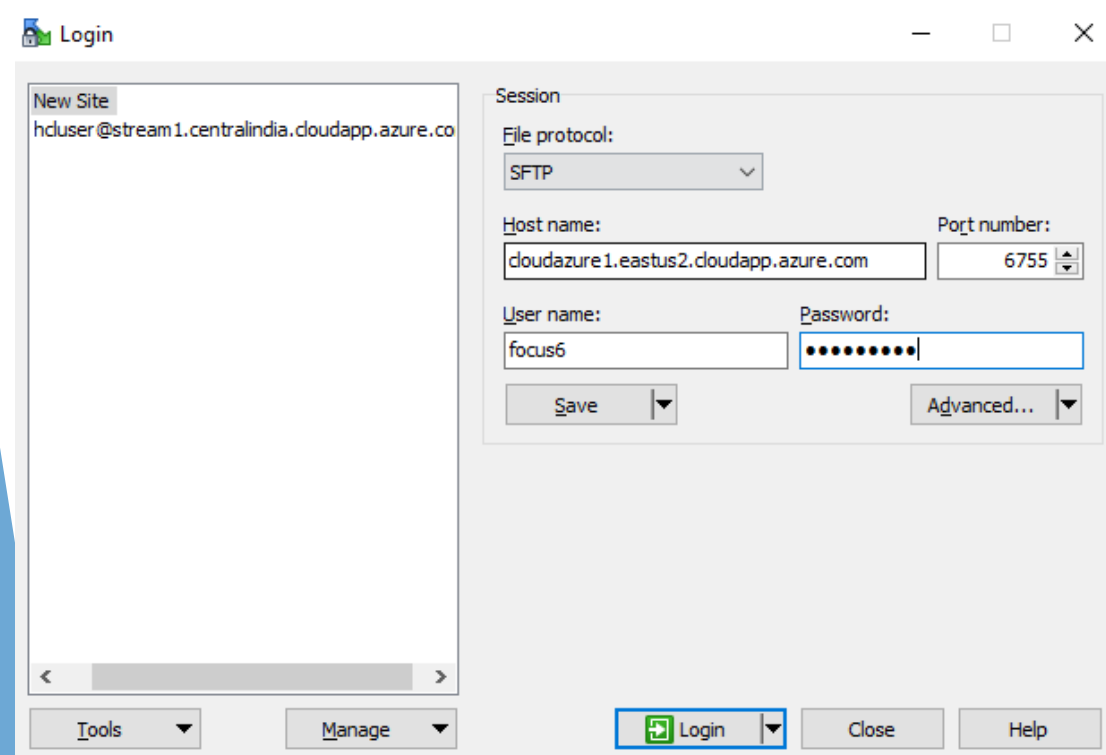 Login
New Site
hcluser@stream1.centralindia.cloudapp.azure.co
Session
File protocol:
SFTP
Host name:
Port number:
cloudazure1.eastus2.cloudapp.azure.com
6755
User name:
Password:
focus6
●●●●●●●●●
Save
Advanced...
Tools
Manage
Login
Close
Help